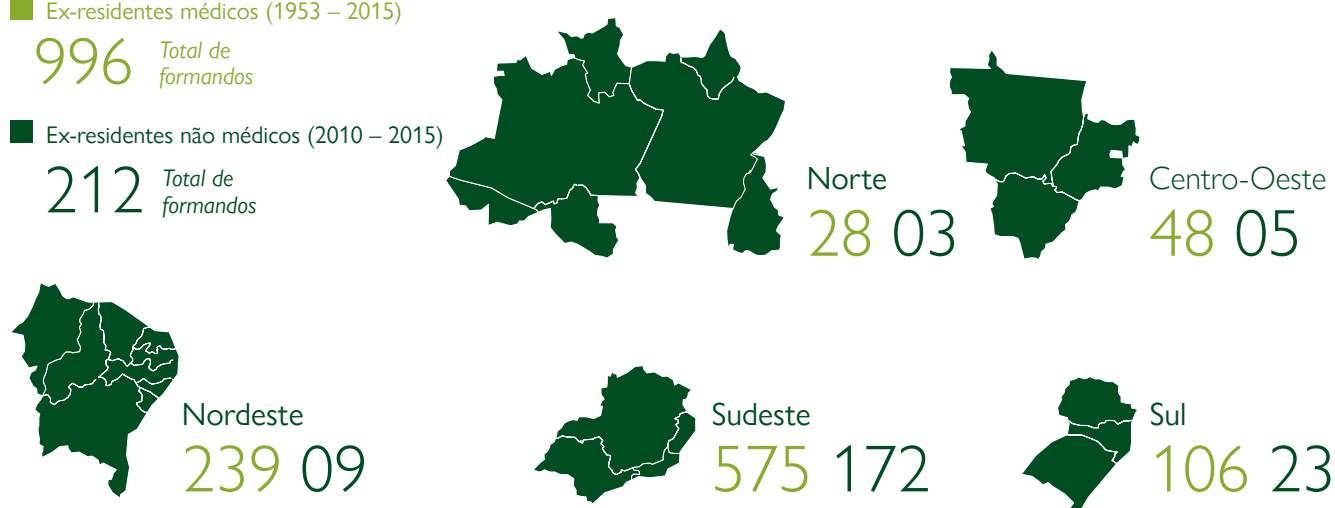 Ex-residentes médicos (1953 – 2015)
996 Total de
formandos
Ex-residentes não médicos (2010 – 2015)
212 Total de
formandos
Norte
28 03
Centro-Oeste
48 05
Nordeste
239 09
Sudeste
575 172
Sul
106 23